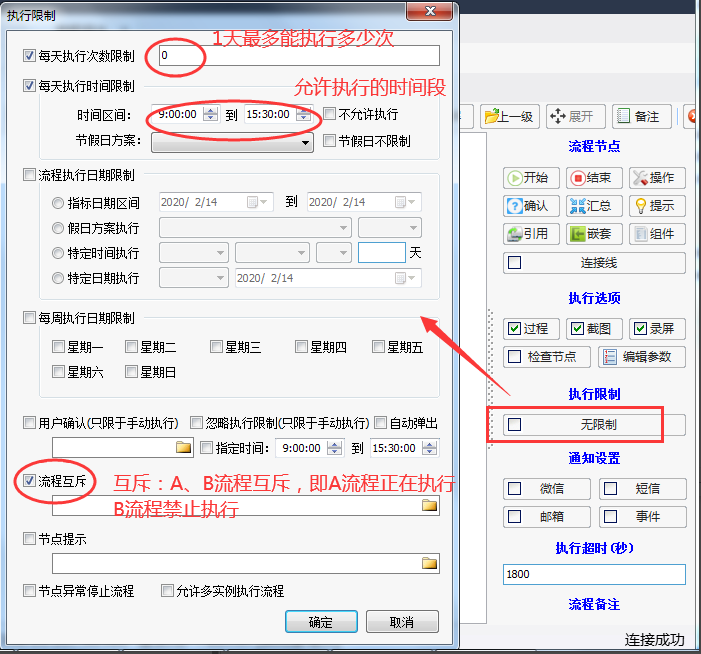 执行限制
每天执行次数限制
0
1天最多能执行多少次
每天执行时间限制
允许执行的时间段
时间区间: 9:00:00 到 15:30:00 不允许执行
节假日方案: 节假日不限制
流程执行日期限制
指标日期区间 2020/ 2/14 到 2020/ 2/14
假日方案执行
特定时间执行 天
特定日期执行 2020/ 2/14
每周执行日期限制
星期一 星期二 星期三 星期四 星期五
星期六 星期日
用户确认(只限于手动执行) 忽略执行限制(只限于手动执行) 自动弹出
指定时间: 9:00:00 到 15:30:00
流程互斥
互斥：A、B流程互斥，即A流程正在执行
B流程禁止执行
节点提示
节点异常停止流程 允许多实例执行流程
确定 取消
上一级 展开 备注
流程节点
开始 结束 操作
确认 汇总 提示
引用 嵌套 组件
连接线
执行选项
过程 截图 录屏
检查节点 编辑参数
执行限制
无限制
通知设置
微信 短信
邮箱 事件
执行超时(秒)
1800
流程备注
连接成功